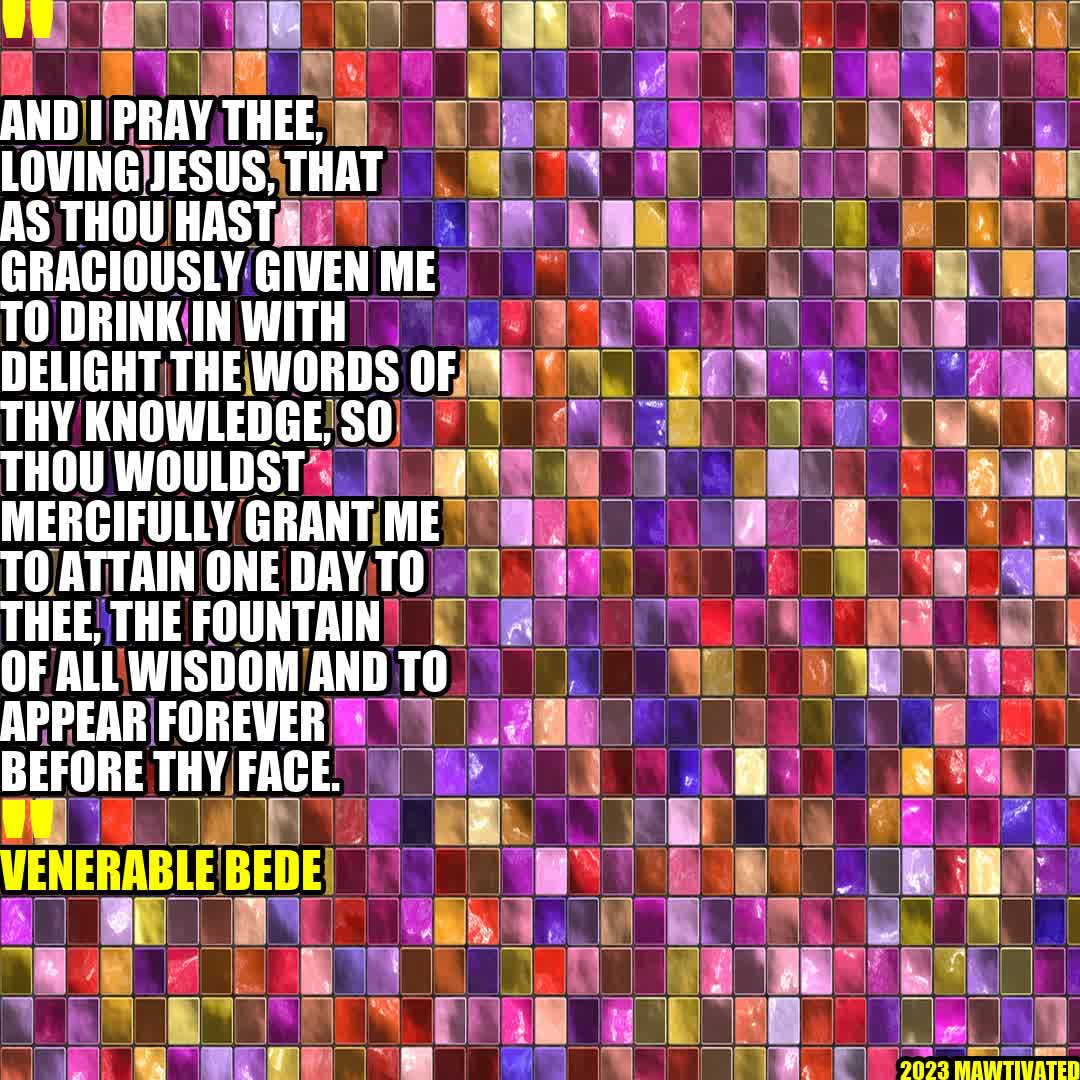 "
AND I PRAY THEE,
LOVING JESUS, THAT
AS THOU HAST
GRACIOUSLY GIVEN ME
TO DRINK IN WITH
DELIGHT THE WORDS OF
THY KNOWLEDGE, SO
THOU WOULDST
MERCIFULLY GRANT ME
TO ATTAIN ONE DAY TO
THEE, THE FOUNTAIN
OF ALL WISDOM AND TO
APPEAR FOREVER
BEFORE THY FACE.
"
VENERABLE BEDE
2023 MAWTIVATED